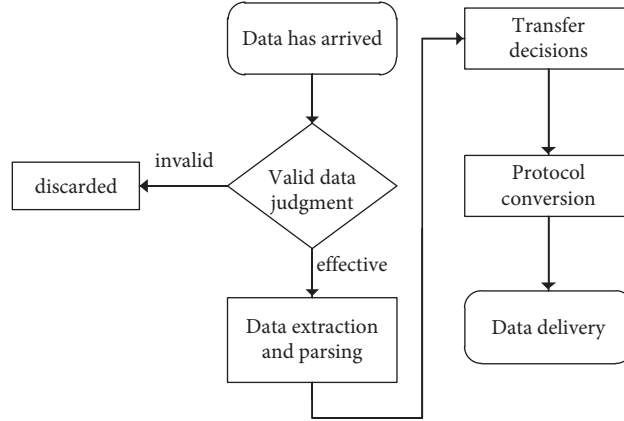 Data has arrived
Valid data
judgment
invalid
discarded
effective
Data extraction
and parsing
Transfer
decisions
Protocol
conversion
Data delivery